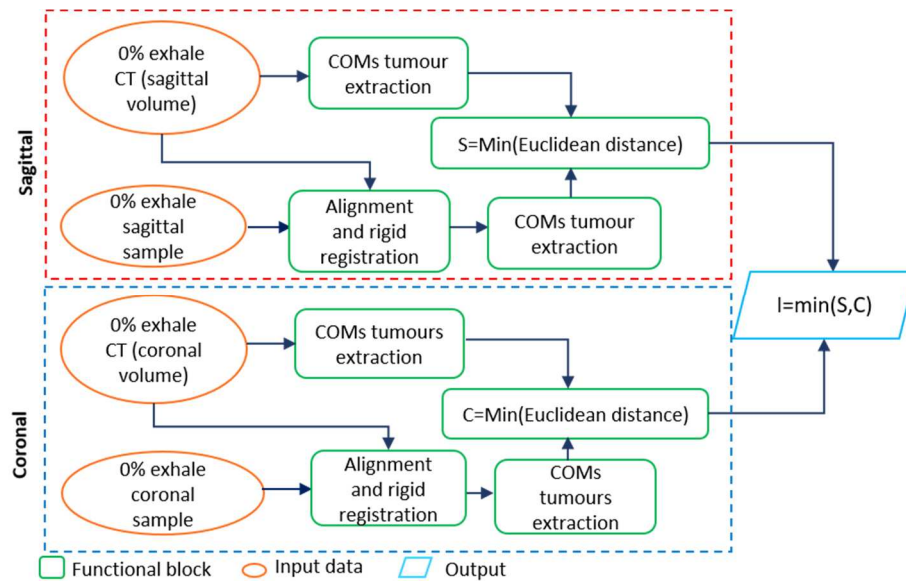 Sagittal
0% exhale
CT (sagittal
volume)
COMs tumour
extraction
S=Min(Euclidean distance)
0% exhale
sagittal
sample
Alignment
and rigid
registration
COMs tumour
extraction
I=min(S,C)
Coronal
0% exhale
CT (coronal
volume)
COMs tumours
extraction
C=Min(Euclidean distance)
0% exhale
coronal
sample
Alignment
and rigid
registration
COMs
tumours
extraction
Functional block
Input data
Output